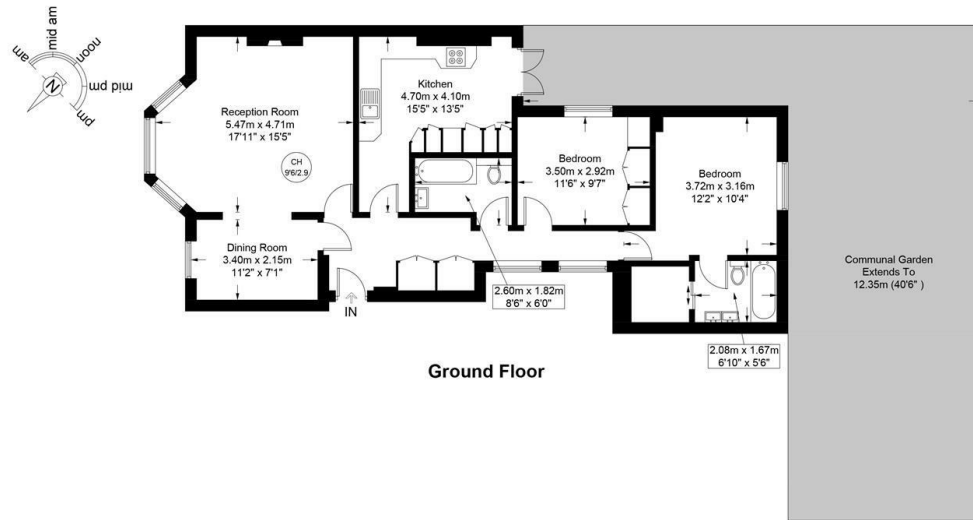 am
mid am
noon
mid pm
pm
N
Reception Room
5.47m x 4.71m
17'11" x 15'5"
CH
9'6/2.9
Kitchen
4.70m x 4.10m
15'5" x 13'5"
Bedroom
3.50m x 2.92m
11'6" x 9'7"
Bedroom
3.72m x 3.16m
12'2" x 10'4"
Dining Room
3.40m x 2.15m
11'2" x 7'1"
IN
2.60m x 1.82m
8'6" x 6'0"
2.08m x 1.67m
6'10" x 5'6"
Communal Garden
Extends To
12.35m (40'6" )
Ground Floor